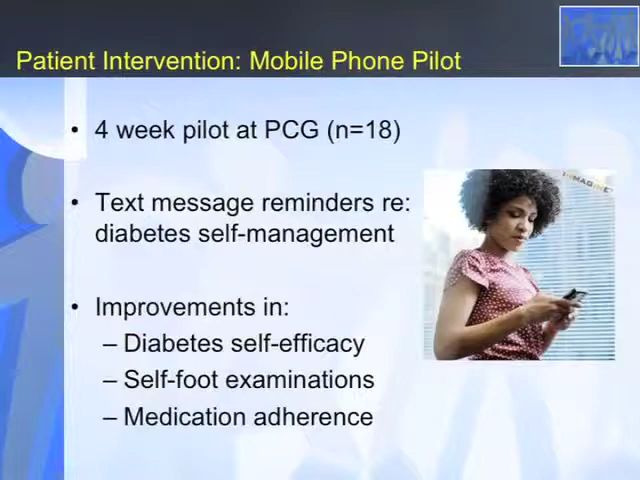 Patient Intervention: Mobile Phone Pilot
• 4 week pilot at PCG (n=18)
• Text message reminders re:
diabetes self-management
INMAGINE
• Improvements in:
– Diabetes self-efficacy
– Self-foot examinations
– Medication adherence